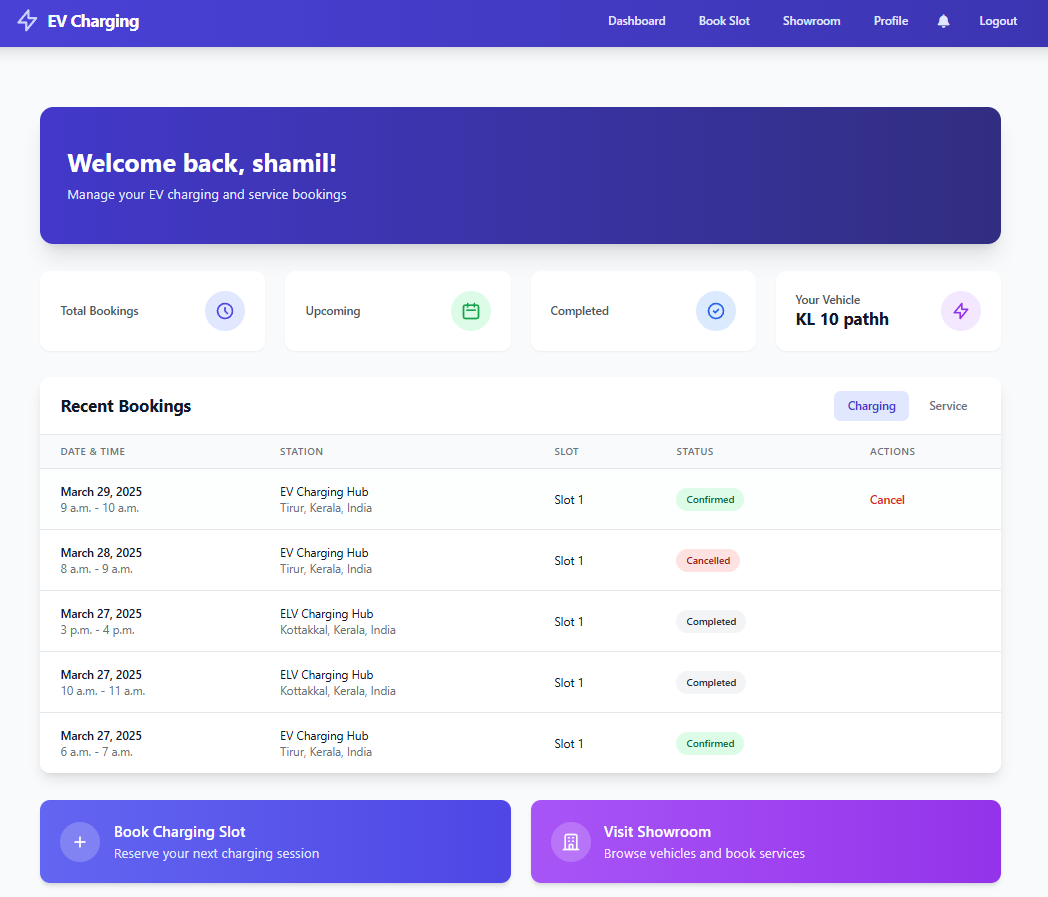 EV Charging
Dashboard Book Slot Showroom Profile Logout
Welcome back, shamil!
Manage your EV charging and service bookings
Total Bookings
Upcoming
Completed
Your Vehicle
KL 10 pathh
Recent Bookings
Charging Service
DATE & TIME STATION SLOT STATUS ACTIONS
March 29, 2025 EV Charging Hub Slot 1 Confirmed Cancel
9 a.m. - 10 a.m. Tirur, Kerala, India
March 28, 2025 EV Charging Hub Slot 1 Cancelled
8 a.m. - 9 a.m. Tirur, Kerala, India
March 27, 2025 ELV Charging Hub Slot 1 Completed
3 p.m. - 4 p.m. Kottakkal, Kerala, India
March 27, 2025 ELV Charging Hub Slot 1 Completed
10 a.m. - 11 a.m. Kottakkal, Kerala, India
March 27, 2025 EV Charging Hub Slot 1 Confirmed
6 a.m. - 7 a.m. Tirur, Kerala, India
Book Charging Slot
Reserve your next charging session
Visit Showroom
Browse vehicles and book services